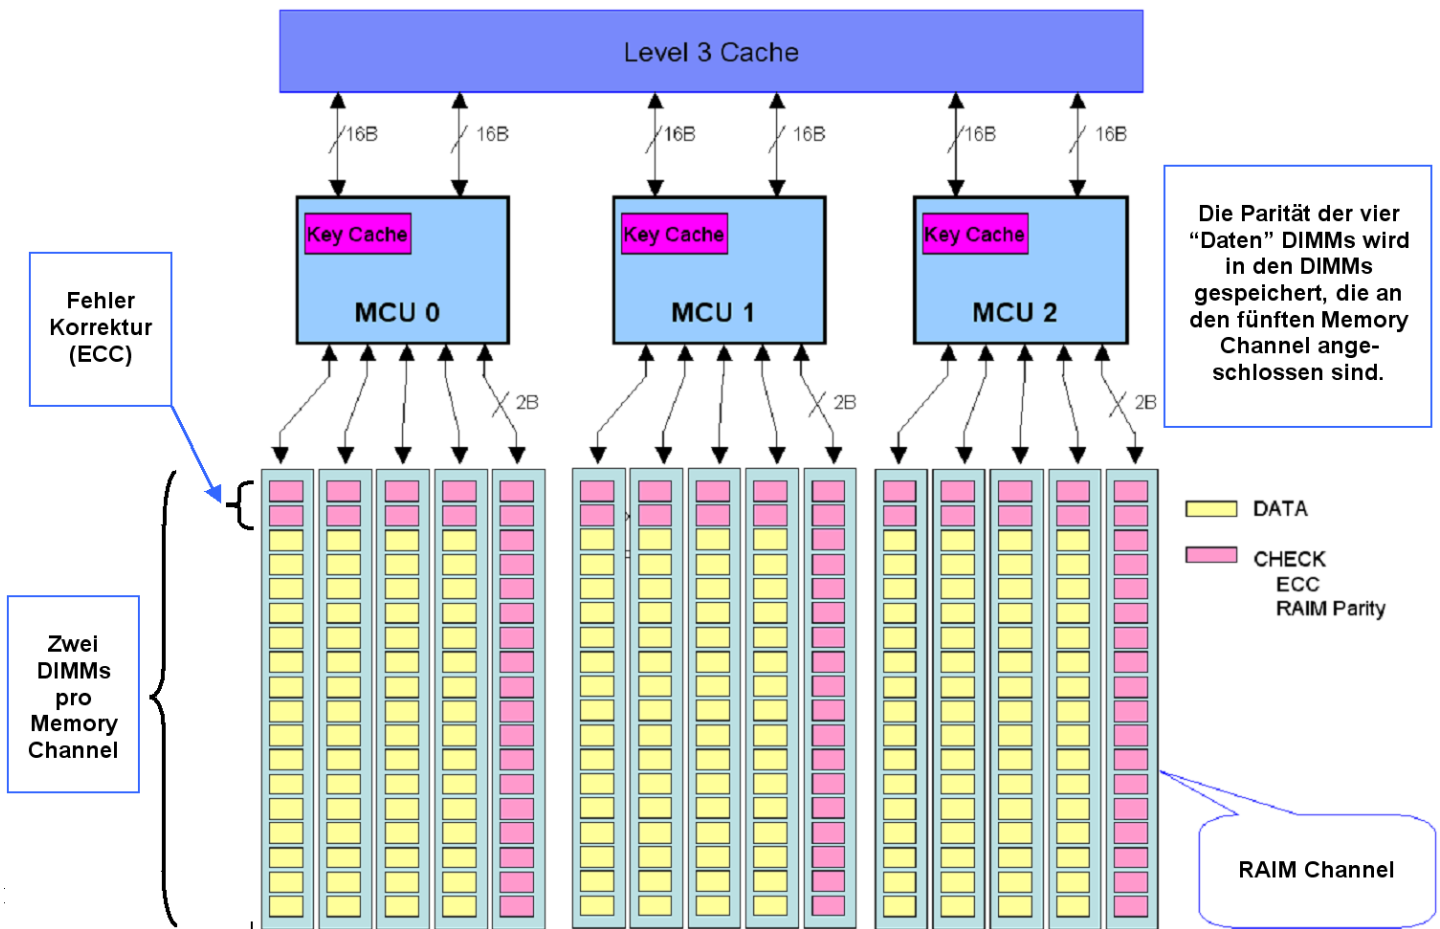 Level 3 Cache
16B
16B
16B
16B
16B
16B
Key Cache
MCU 0
Key Cache
MCU 1
Key Cache
MCU 2
Die Parität der vier
“Daten” DIMMs wird
in den DIMMs
gespeichert, die an
den fünften Memory
Channel ange-
schlossen sind.
Fehler
Korrektur
(ECC)
2B
2B
2B
DATA
CHECK
ECC
RAIM Parity
Zwei
DIMMs
pro
Memory
Channel
RAIM Channel